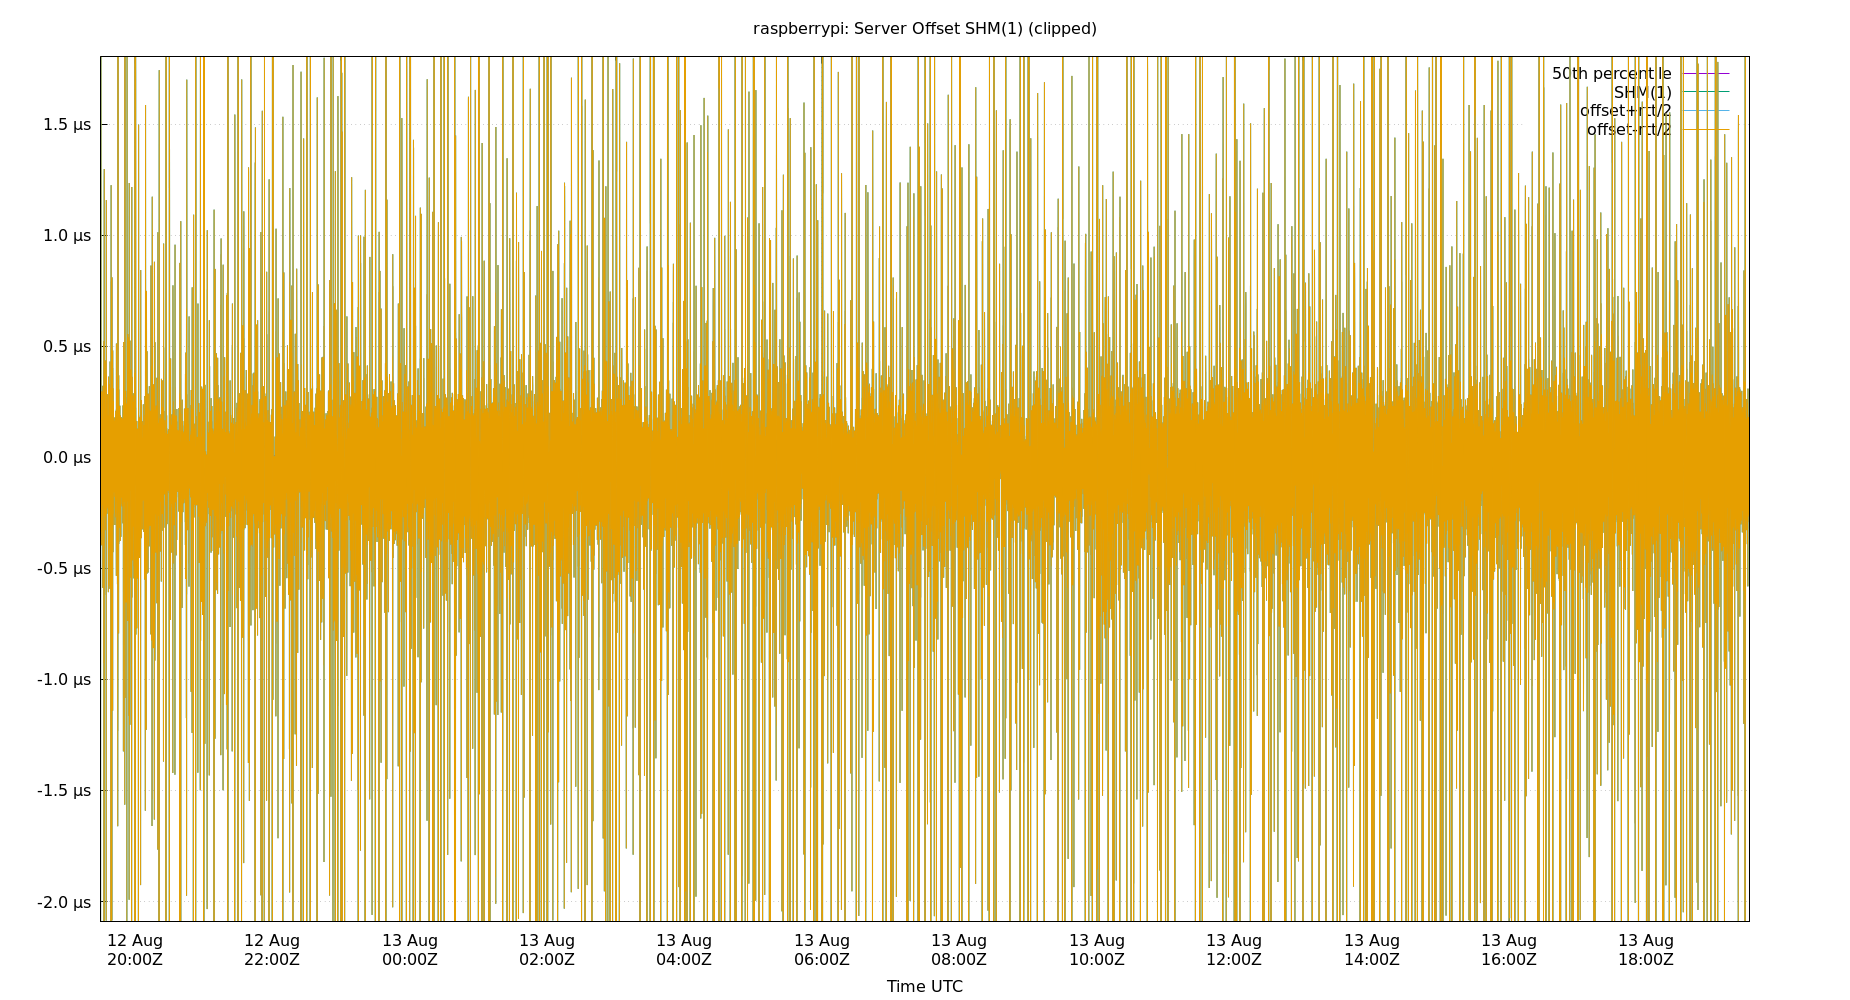 raspberrypi: Server Offset SHM(1) (clipped)
50th percentile
SHM(1)
offset+rtt/2
offset-rtt/2
1.5 µs
1.0 µs
0.5 µs
0.0 µs
-0.5 µs
-1.0 µs
-1.5 µs
-2.0 µs
12 Aug 12 Aug 13 Aug 13 Aug 13 Aug 13 Aug 13 Aug 13 Aug 13 Aug 13 Aug 13 Aug 13 Aug
20:00Z 22:00Z 00:00Z 02:00Z 04:00Z 06:00Z 08:00Z 10:00Z 12:00Z 14:00Z 16:00Z 18:00Z
Time UTC